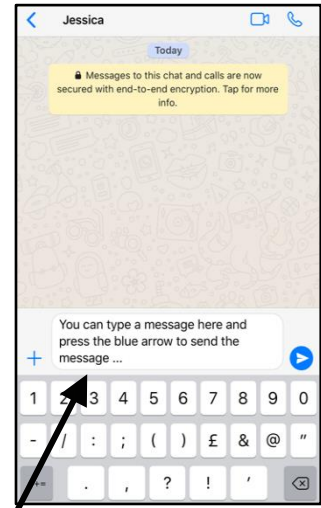 Jessica
Today
Messages to this chat and calls are now
secured with end-to-end encryption. Tap for more
info.
You can type a message here and
press the blue arrow to send the
message ...
1 2 3 4 5 6 7 8 9 0
- / : ; ( ) £ & @ "
#+= . , ? ! '